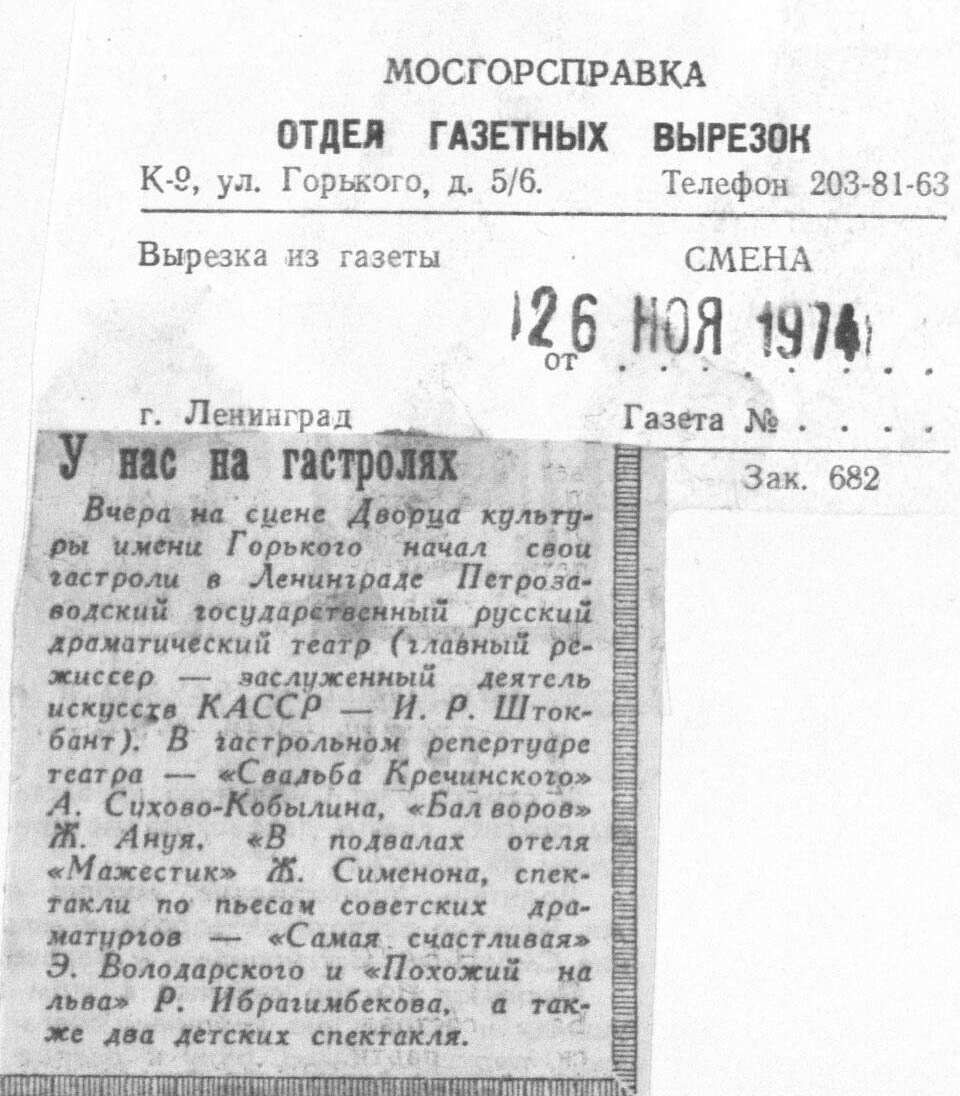 МОСГОРСПРАВКА
ОТДЕЛ ГАЗЕТНЫХ ВЫРЕЗОК
К-9, ул. Горького, д. 5/6. Телефон 203-81-63
Вырезка из газеты СМЕНА
26 НОЯ 1974
от . . . . . . . .
г. Ленинград Газета № . . . .
Зак. 682
У нас на гастролях
Вчера на сцене Дворца культу-
ры имени Горького начал свои
гастроли в Ленинграде Петроза-
водский государственный русский
драматический театр (главный ре-
жиссер — заслуженный деятель
искусств КАССР — И. Р. Шток-
бант). В гастрольном репертуаре
театра — «Свадьба Кречинского»
А. Сухово-Кобылина, «Бал воров»
Ж. Ануя, «В подвалах отеля
«Мажестик» Ж. Сименона, спек-
такли по пьесам советских дра-
матургов — «Самая счастливая»
Э. Володарского и «Похожий на
льва» Р. Ибрагимбекова, а так-
же два детских спектакля.